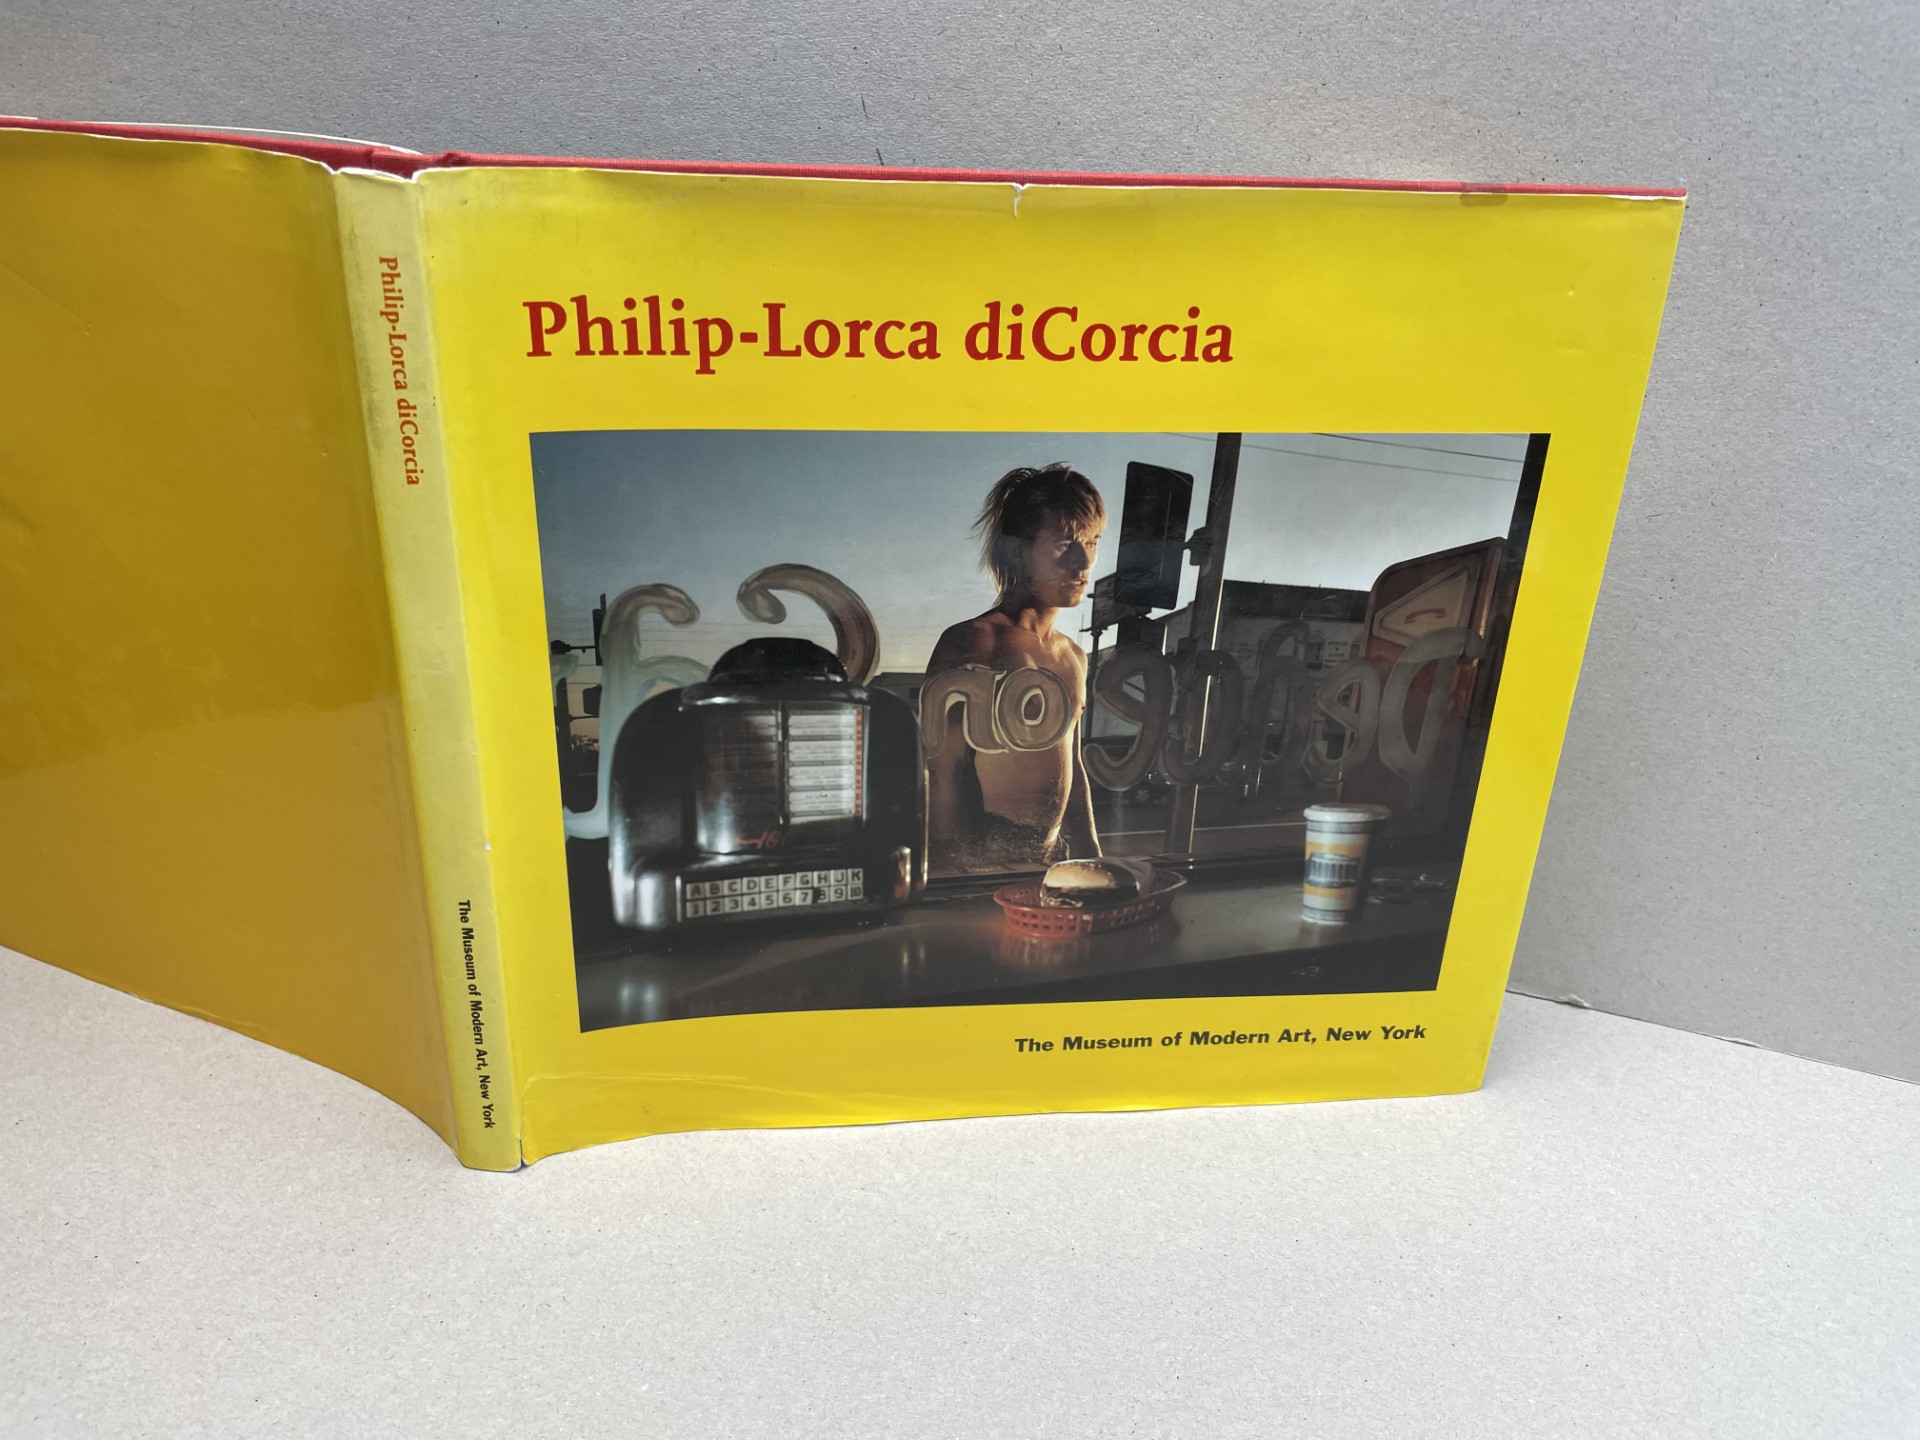 Philip-Lorca diCorcia
The Museum of Modern Art, New York
Philip-Lorca diCorcia
A B C D E F G H J K
1 2 3 4 5 6 7 8 9 10
The Museum of Modern Art, New York